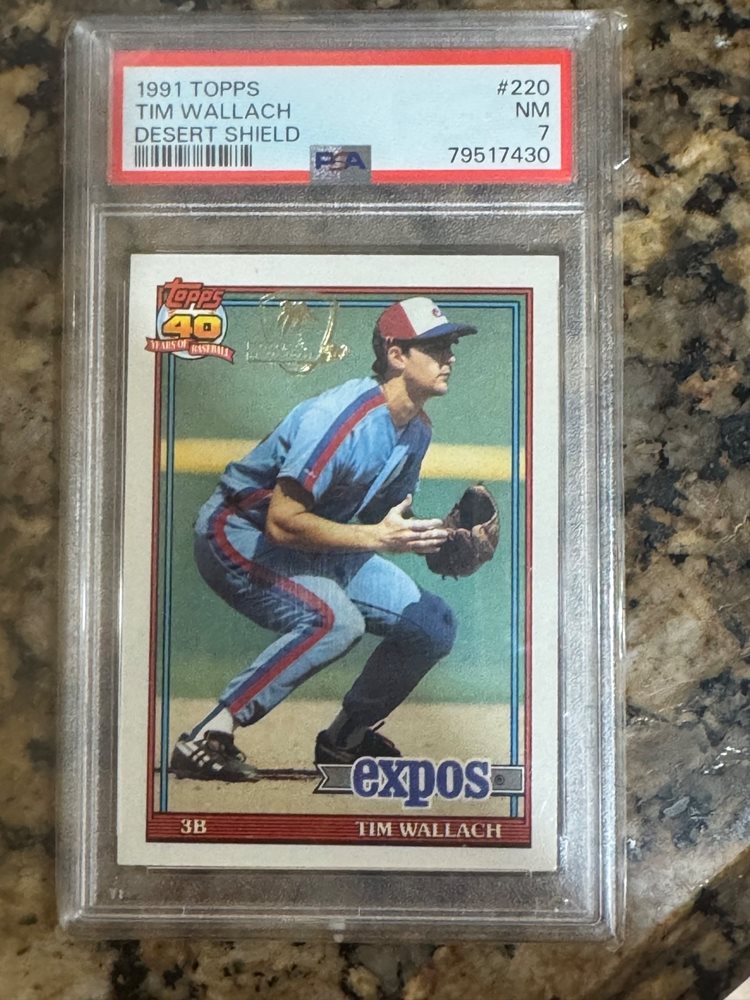 1991 TOPPS #220
TIM WALLACH NM
DESERT SHIELD 7
PSA 79517430
Topps
40
YEARS OF BASEBALL
expos
3B TIM WALLACH